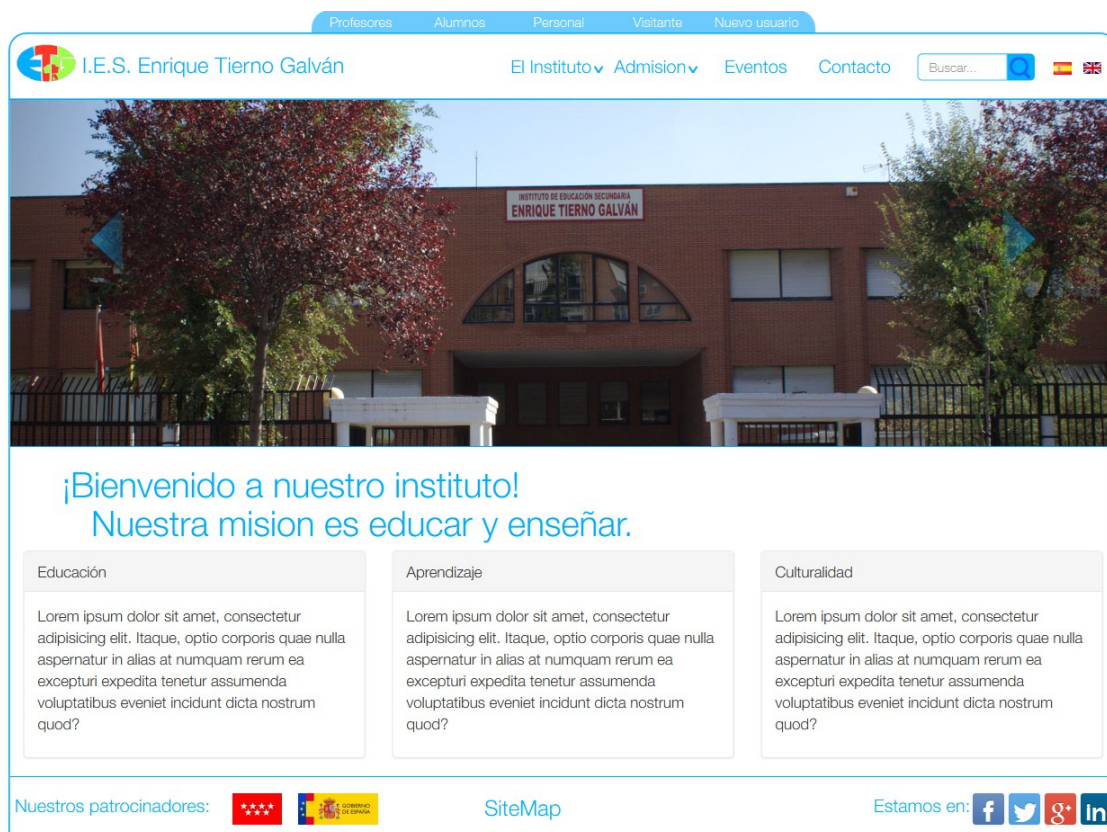 Profesores Alumnos Personal Visitante Nuevo usuario
I.E.S. Enrique Tierno Galván
El Instituto Admision Eventos Contacto Buscar...
INSTITUTO DE EDUCACIÓN SECUNDARIA
ENRIQUE TIERNO GALVÁN
¡Bienvenido a nuestro instituto!
Nuestra mision es educar y enseñar.
Educación
Lorem ipsum dolor sit amet, consectetur
adipisicing elit. Itaque, optio corporis quae nulla
aspernatur in alias at numquam rerum ea
excepturi expedita tenetur assumenda
voluptatibus eveniet incidunt dicta nostrum
quod?
Aprendizaje
Lorem ipsum dolor sit amet, consectetur
adipisicing elit. Itaque, optio corporis quae nulla
aspernatur in alias at numquam rerum ea
excepturi expedita tenetur assumenda
voluptatibus eveniet incidunt dicta nostrum
quod?
Culturalidad
Lorem ipsum dolor sit amet, consectetur
adipisicing elit. Itaque, optio corporis quae nulla
aspernatur in alias at numquam rerum ea
excepturi expedita tenetur assumenda
voluptatibus eveniet incidunt dicta nostrum
quod?
Nuestros patrocinadores:
GOBIERNO
DE ESPAÑA
SiteMap
Estamos en: f g+ in